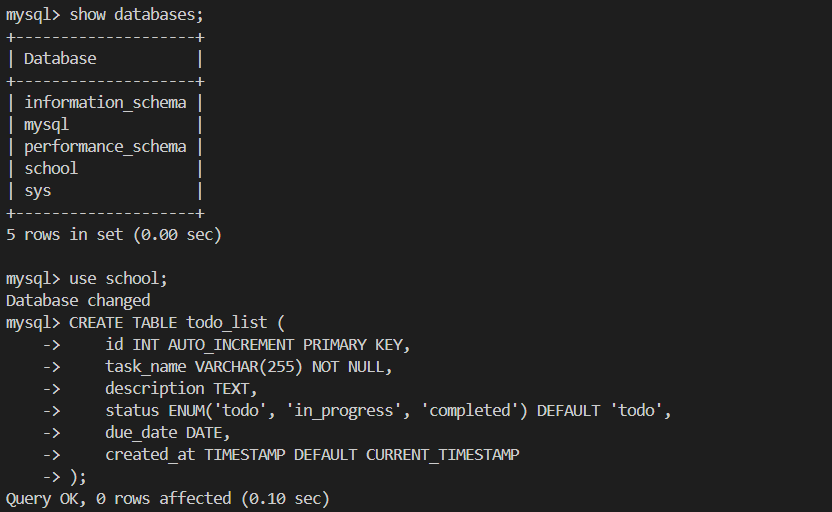 mysql> show databases;
+--------------------+
| Database           |
+--------------------+
| information_schema |
| mysql              |
| performance_schema |
| school             |
| sys                |
+--------------------+
5 rows in set (0.00 sec)

mysql> use school;
Database changed
mysql> CREATE TABLE todo_list (
    ->     id INT AUTO_INCREMENT PRIMARY KEY,
    ->     task_name VARCHAR(255) NOT NULL,
    ->     description TEXT,
    ->     status ENUM('todo', 'in_progress', 'completed') DEFAULT 'todo',
    ->     due_date DATE,
    ->     created_at TIMESTAMP DEFAULT CURRENT_TIMESTAMP
    -> );
Query OK, 0 rows affected (0.10 sec)